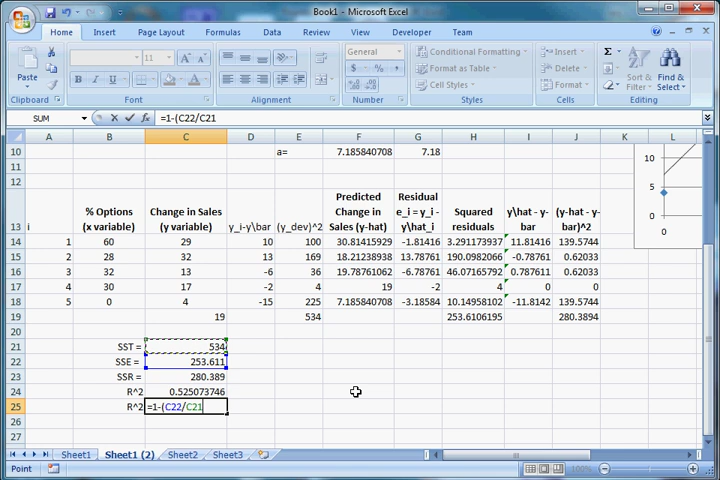 Book1 - Microsoft Excel
Home Insert Page Layout Formulas Data Review View Developer Team
Paste
Clipboard
11
B I U
Font
Alignment
General
$ % ,
Number
Conditional Formatting
Format as Table
Cell Styles
Styles
Insert
Delete
Format
Cells
Σ
Sort & Filter
Find & Select
Editing
SUM =1-(C22/C21
A B C D E F G H I J K L
10 a= 7.185840708 7.18 10
11
12
13 i % Options (x variable) Change in Sales (y variable) y_i-y\bar (y_dev)^2 Predicted Change in Sales (y-hat) Residual e_i = y_i - y\hat_i Squared residuals y\hat - y-bar (y-hat - y-bar)^2
5
0
0
14 1 60 29 10 100 30.81415929 -1.81416 3.291173937 11.81416 139.5744
15 2 28 32 13 169 18.21238938 13.78761 190.0982066 -0.78761 0.62033
16 3 32 13 -6 36 19.78761062 -6.78761 46.07165792 0.787611 0.62033
17 4 30 17 -2 4 19 -2 4 0 0
18 5 0 4 -15 225 7.185840708 -3.18584 10.14958102 -11.8142 139.5744
19 19 534 253.6106195 280.3894
20
21 SST = 534
22 SSE = 253.611
23 SSR = 280.389
24 R^2 0.525073746
25 R^2 =1-(C22/C21
26
27
Sheet1 Sheet1 (2) Sheet2 Sheet3
Point 100%